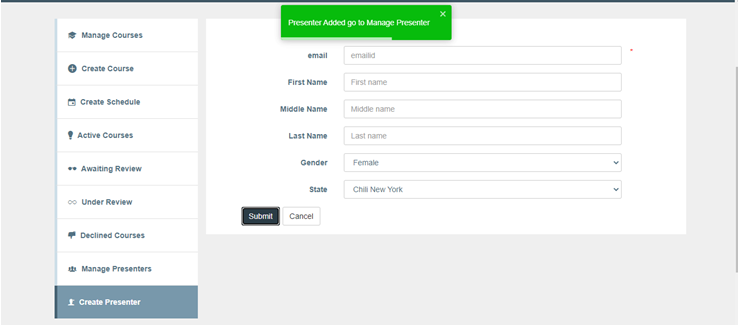 Presenter Added go to Manage Presenter
Manage Courses
Create Course
Create Schedule
Active Courses
Awaiting Review
Under Review
Declined Courses
Manage Presenters
Create Presenter
email emailid *
First Name First name
Middle Name Middle name
Last Name Last name
Gender Female
State Chili New York
Submit Cancel